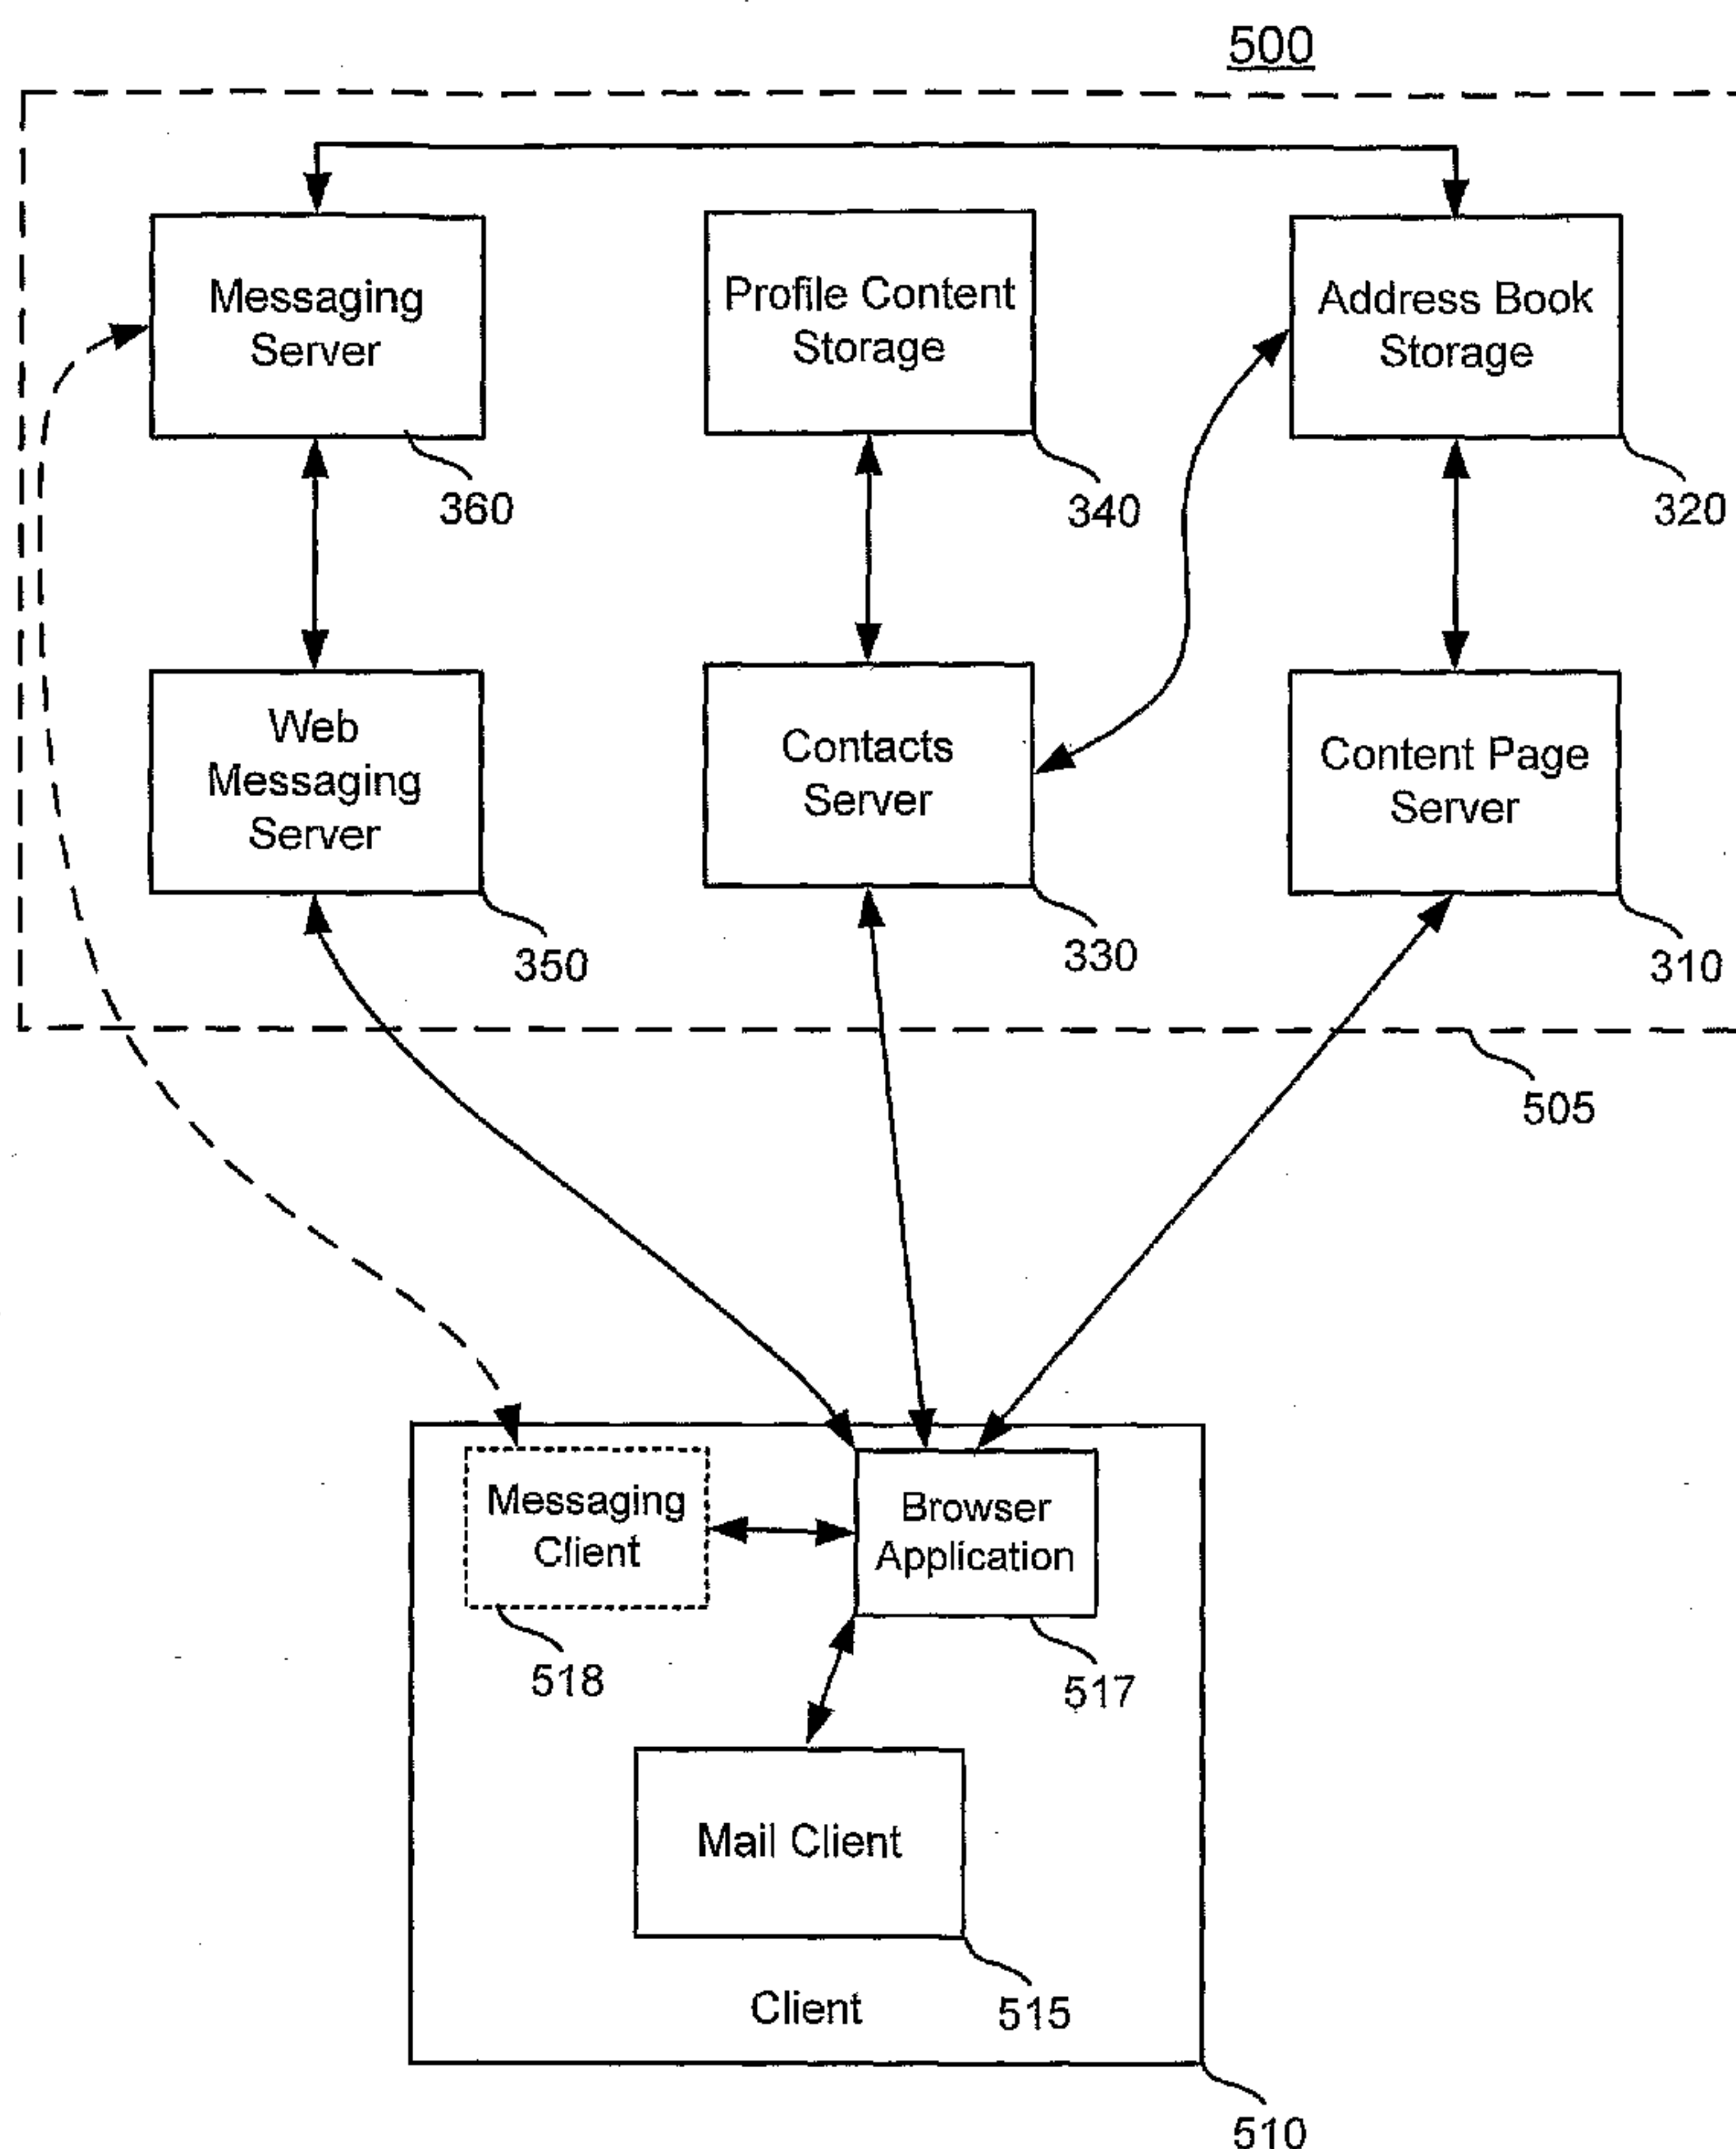 500
Messaging
Server
Profile Content
Storage
Address Book
Storage
360
340
320
Web
Messaging
Server
Contacts
Server
Content Page
Server
350
330
310
505
Messaging
Client
Browser
Application
518
517
Mail Client
515
Client
510